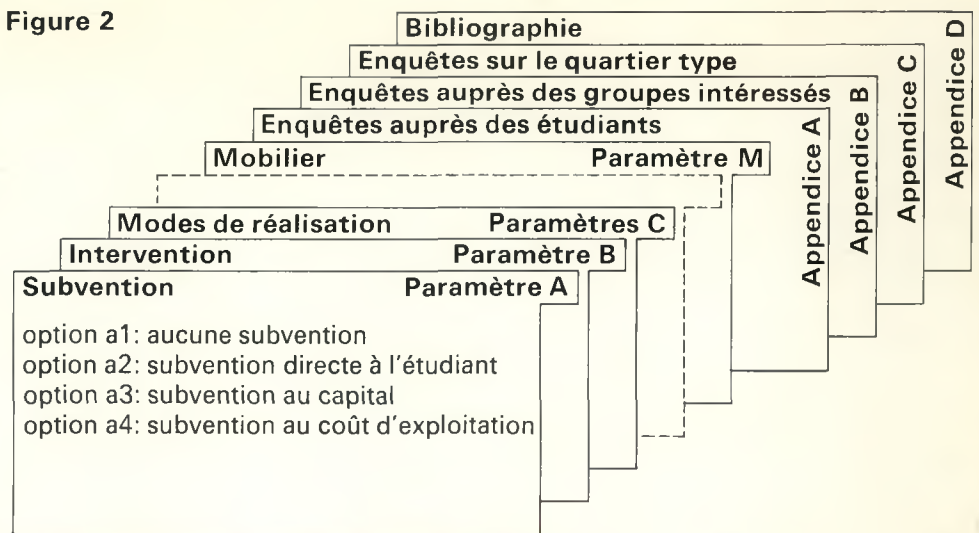 Figure 2
Bibliographie
Appendice D
Enquêtes sur le quartier type
Appendice C
Enquêtes auprès des groupes intéressés
Appendice B
Enquêtes auprès des étudiants
Appendice A
Mobilier Paramètre M
Modes de réalisation Paramètres C
Intervention Paramètre B
Subvention Paramètre A
option a1: aucune subvention
option a2: subvention directe à l'étudiant
option a3: subvention au capital
option a4: subvention au coût d'exploitation